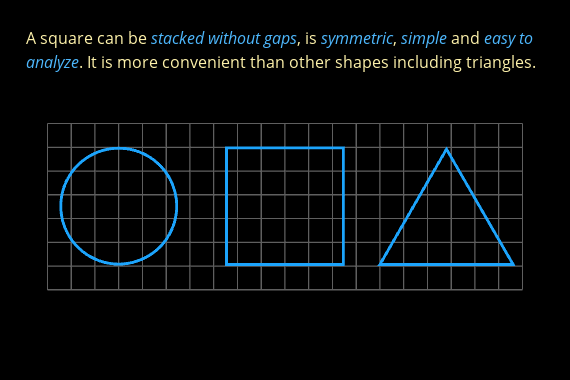 A square can be stacked without gaps, is symmetric, simple and easy to
analyze. It is more convenient than other shapes including triangles.